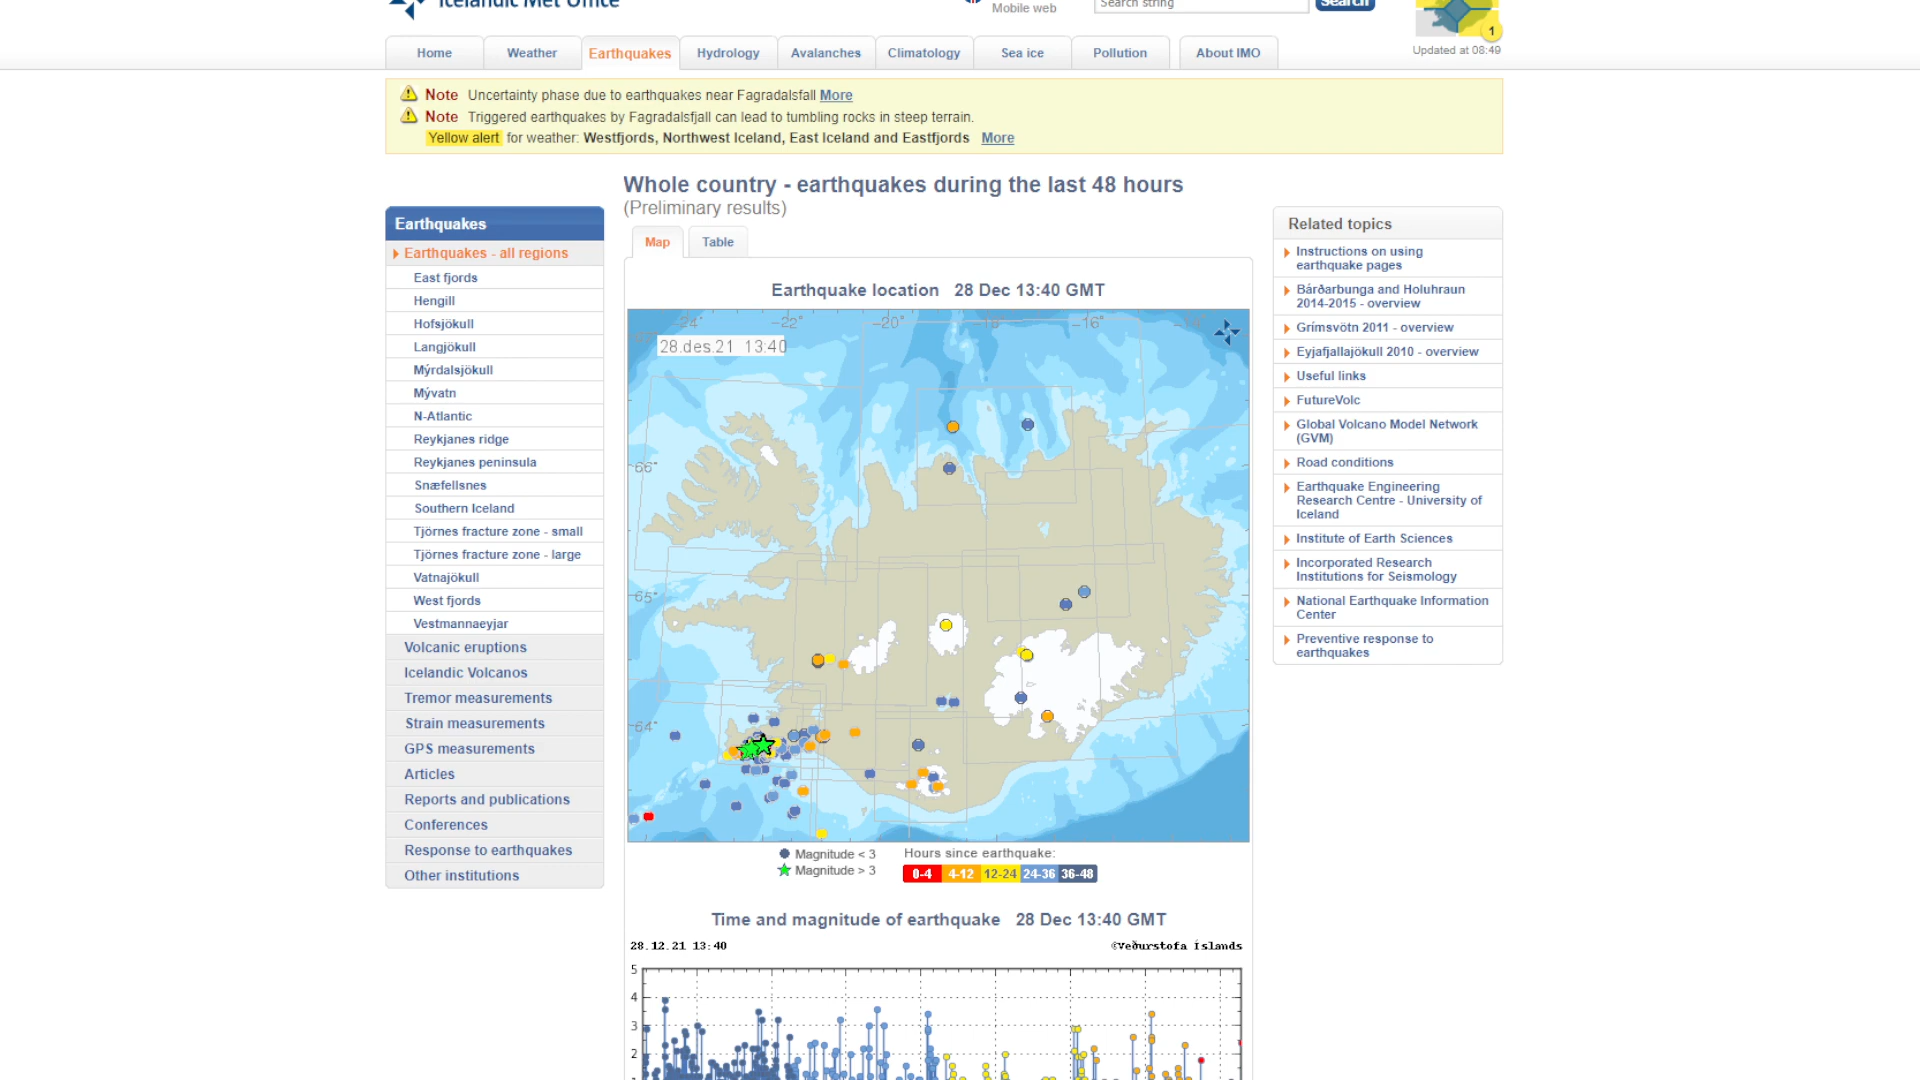 Icelandic Met Office
Mobile web
Search string
Search
1
Updated at 08:49
Home
Weather
Earthquakes
Hydrology
Avalanches
Climatology
Sea ice
Pollution
About IMO
Note Uncertainty phase due to earthquakes near Fagradalsfall More
Note Triggered earthquakes by Fagradalsfjall can lead to tumbling rocks in steep terrain.
Yellow alert for weather: Westfjords, Northwest Iceland, East Iceland and Eastfjords More
Whole country - earthquakes during the last 48 hours
(Preliminary results)
Earthquakes
Earthquakes - all regions
East fjords
Hengill
Hofsjökull
Langjökull
Mýrdalsjökull
Mývatn
N-Atlantic
Reykjanes ridge
Reykjanes peninsula
Snæfellsnes
Southern Iceland
Tjörnes fracture zone - small
Tjörnes fracture zone - large
Vatnajökull
West fjords
Vestmannaeyjar
Volcanic eruptions
Icelandic Volcanos
Tremor measurements
Strain measurements
GPS measurements
Articles
Reports and publications
Conferences
Response to earthquakes
Other institutions
Map
Table
Earthquake location 28 Dec 13:40 GMT
-24° -22° -20° -18° -16°
28.des.21 13:40
66°
65°
64°
Magnitude < 3
Magnitude > 3
Hours since earthquake:
0-4 4-12 12-24 24-36 36-48
Time and magnitude of earthquake 28 Dec 13:40 GMT
28.12.21 13:40
©Veðurstofa Íslands
5
4
3
2
Related topics
Instructions on using
earthquake pages
Bárðarbunga and Holuhraun
2014-2015 - overview
Grímsvötn 2011 - overview
Eyjafjallajökull 2010 - overview
Useful links
FutureVolc
Global Volcano Model Network
(GVM)
Road conditions
Earthquake Engineering
Research Centre - University of
Iceland
Institute of Earth Sciences
Incorporated Research
Institutions for Seismology
National Earthquake Information
Center
Preventive response to
earthquakes